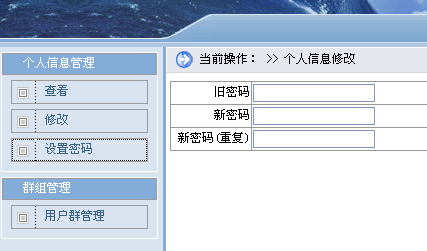 个人信息管理
查看
修改
设置密码
群组管理
用户群管理
当前操作： >> 个人信息修改
旧密码
新密码
新密码(重复)